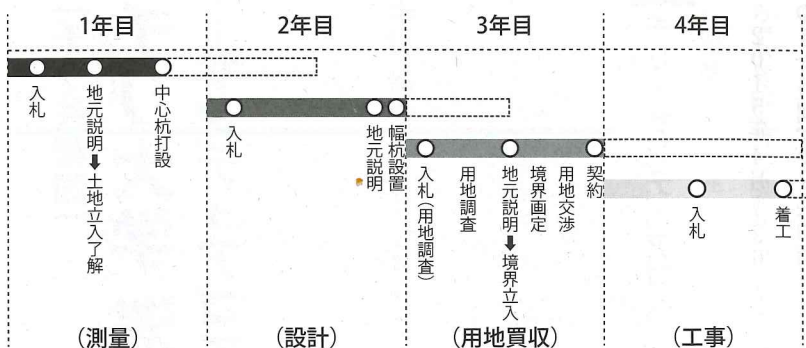 1年目
2年目
3年目
4年目
入札
地元説明➡土地立入了解
中心杭打設
入札
地元説明
幅杭設置
入札(用地調査)
用地調査
地元説明➡境界立入
境界画定
用地交渉
契約
入札
着工
(測量)
(設計)
(用地買収)
(工事)